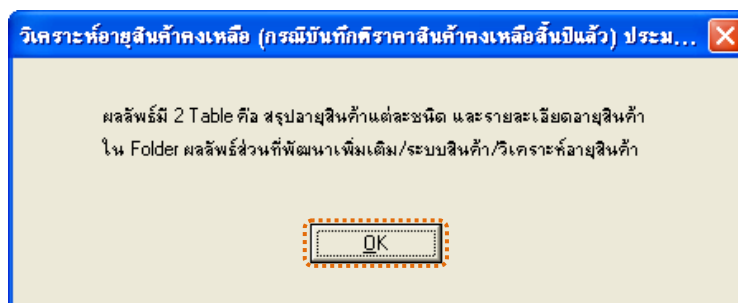 วิเคราะห์อายุสินค้าคงเหลือ (กรณีบันทึกตีราคาสินค้าคงเหลือสิ้นปีแล้ว) ประม...
ผลลัพธ์มี 2 Table คือ สรุปอายุสินค้าแต่ละชนิด และรายละเอียดอายุสินค้า
ใน Folder ผลลัพธ์ส่วนที่พัฒนาเพิ่มเติม/ระบบสินค้า/วิเคราะห์อายุสินค้า
OK